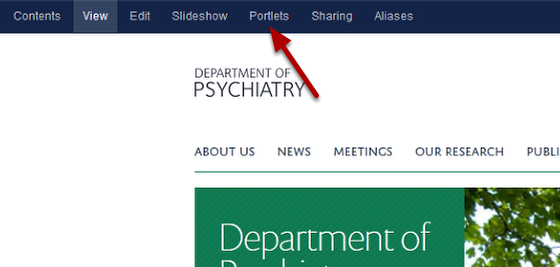 Contents View Edit Slideshow Portlets Sharing Aliases
DEPARTMENT OF
PSYCHIATRY
ABOUT US NEWS MEETINGS OUR RESEARCH PUBLI
Department of